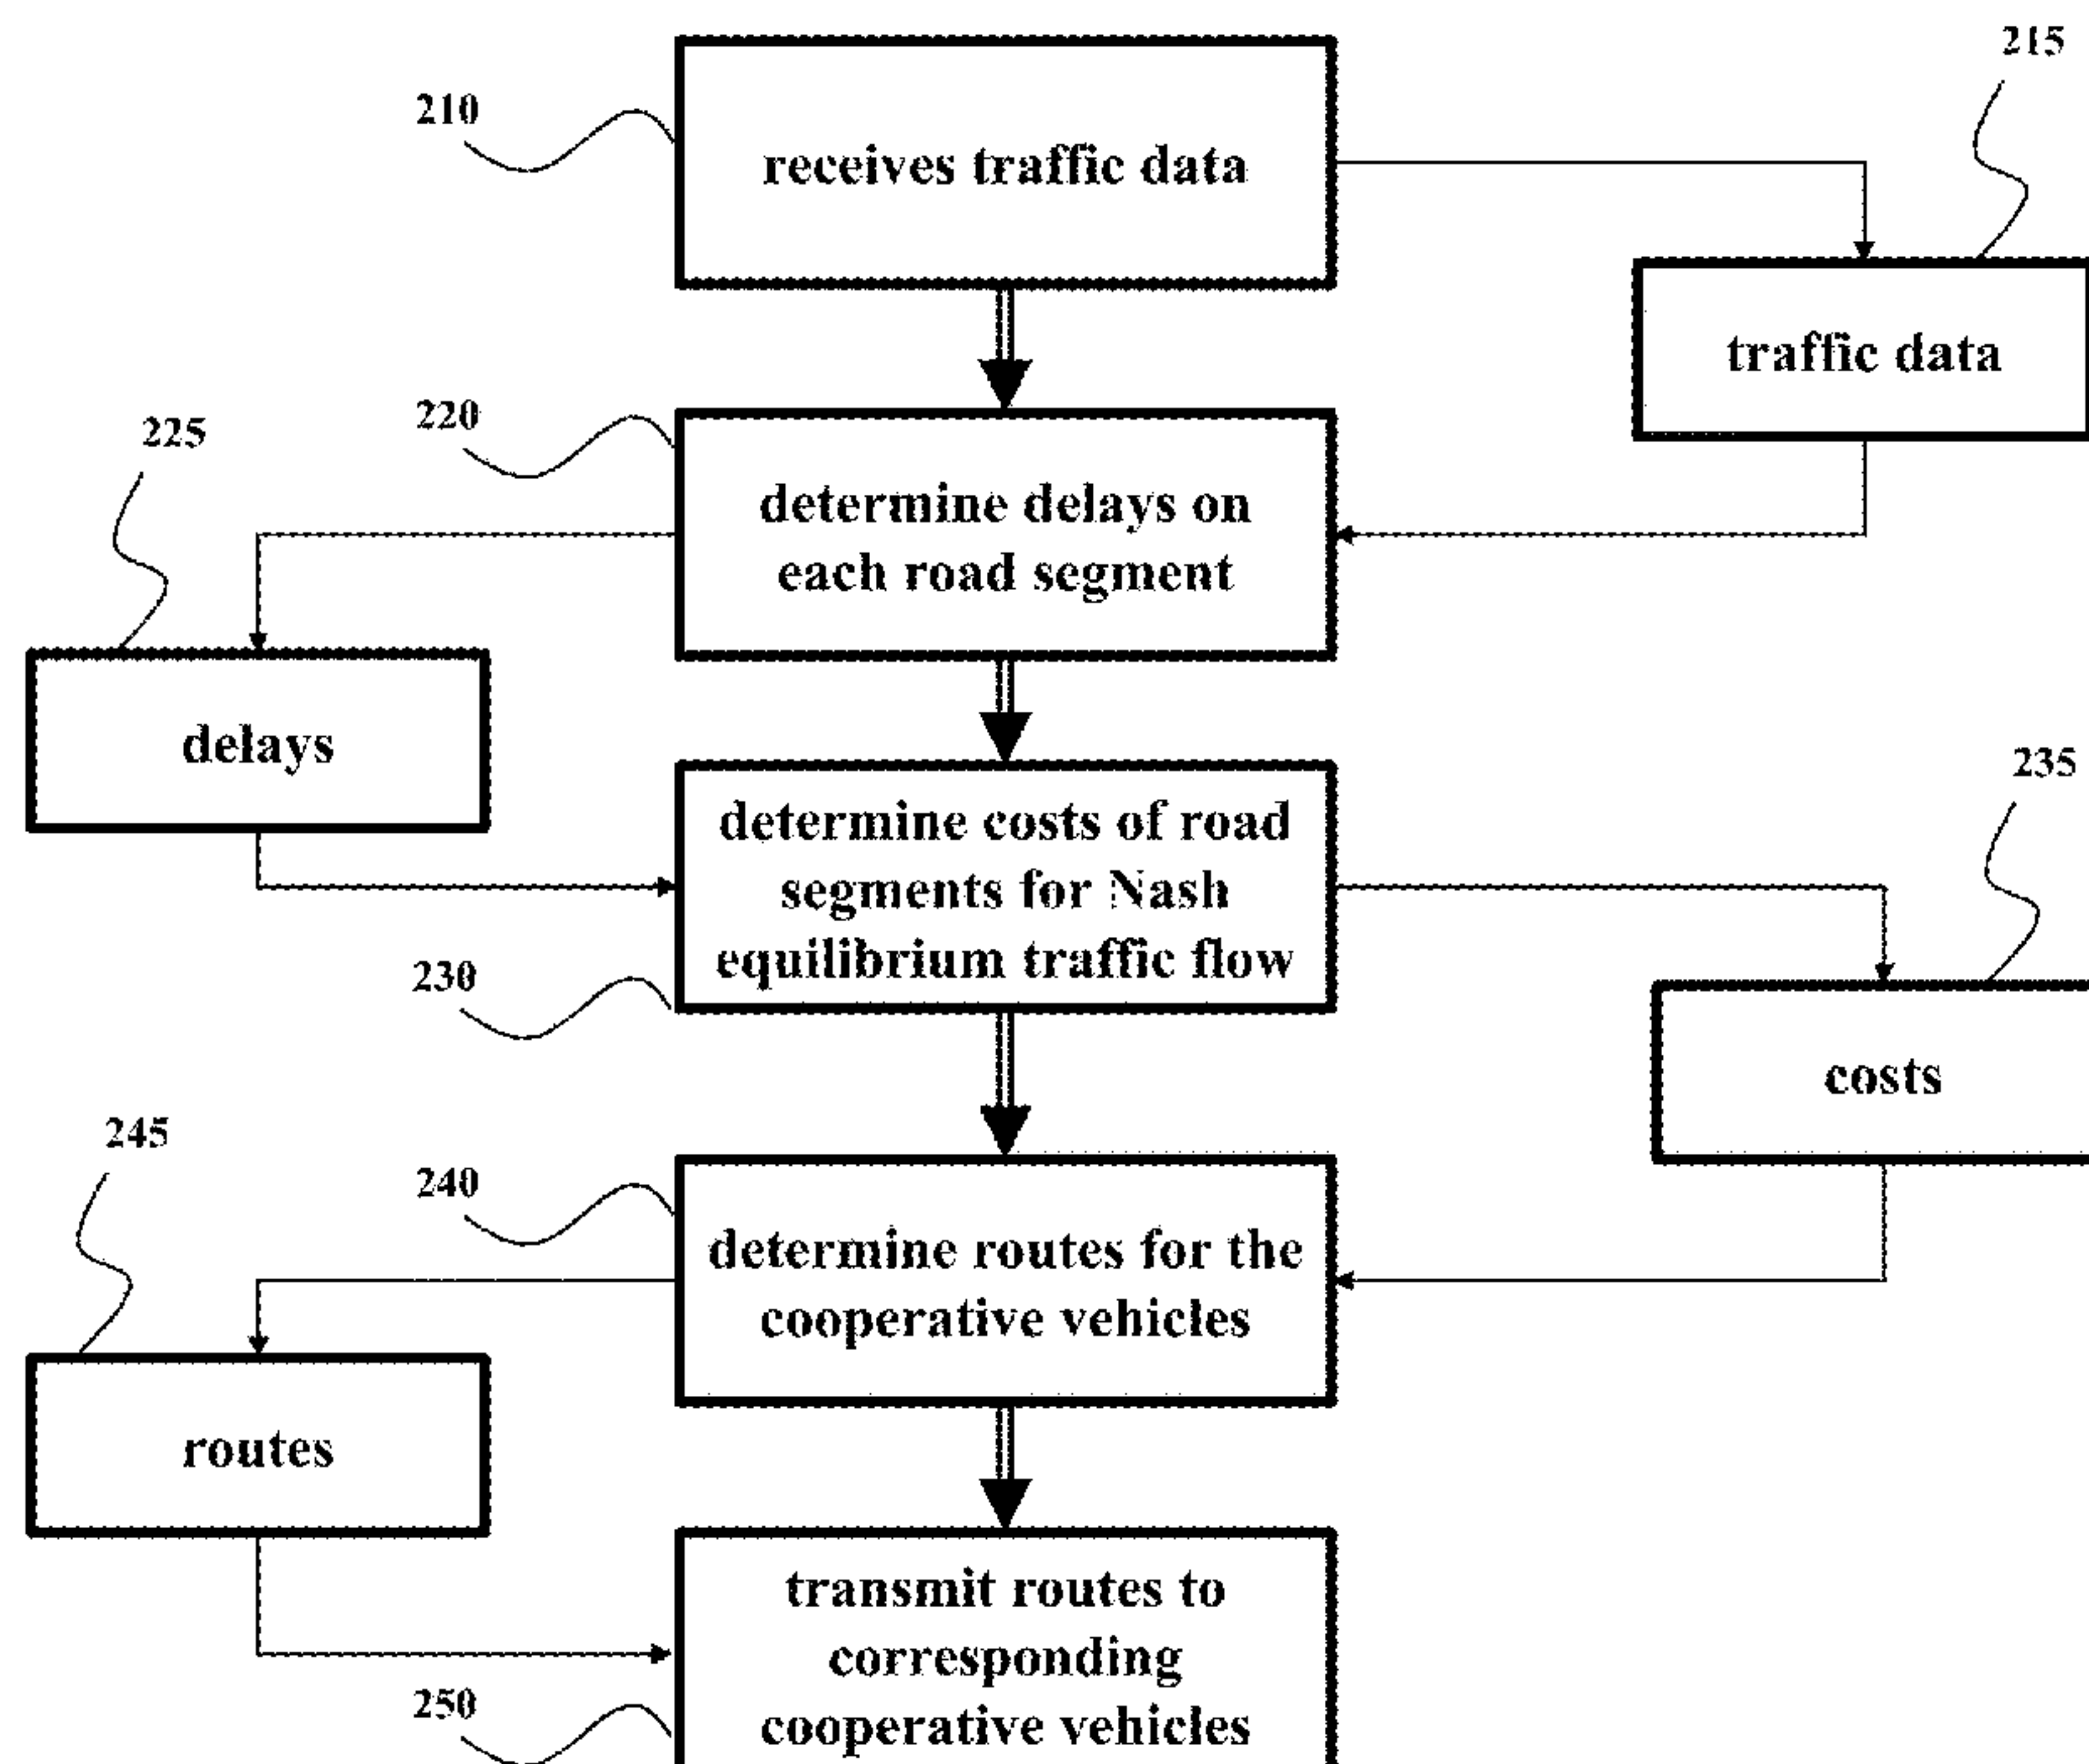 215
210
receives traffic data
traffic data
220
225
determine delays on
each road segment
delays
235
determine costs of road
segments for Nash
equilibrium traffic flow
230
costs
245
240
determine routes for the
cooperative vehicles
routes
transmit routes to
corresponding
cooperative vehicles
250